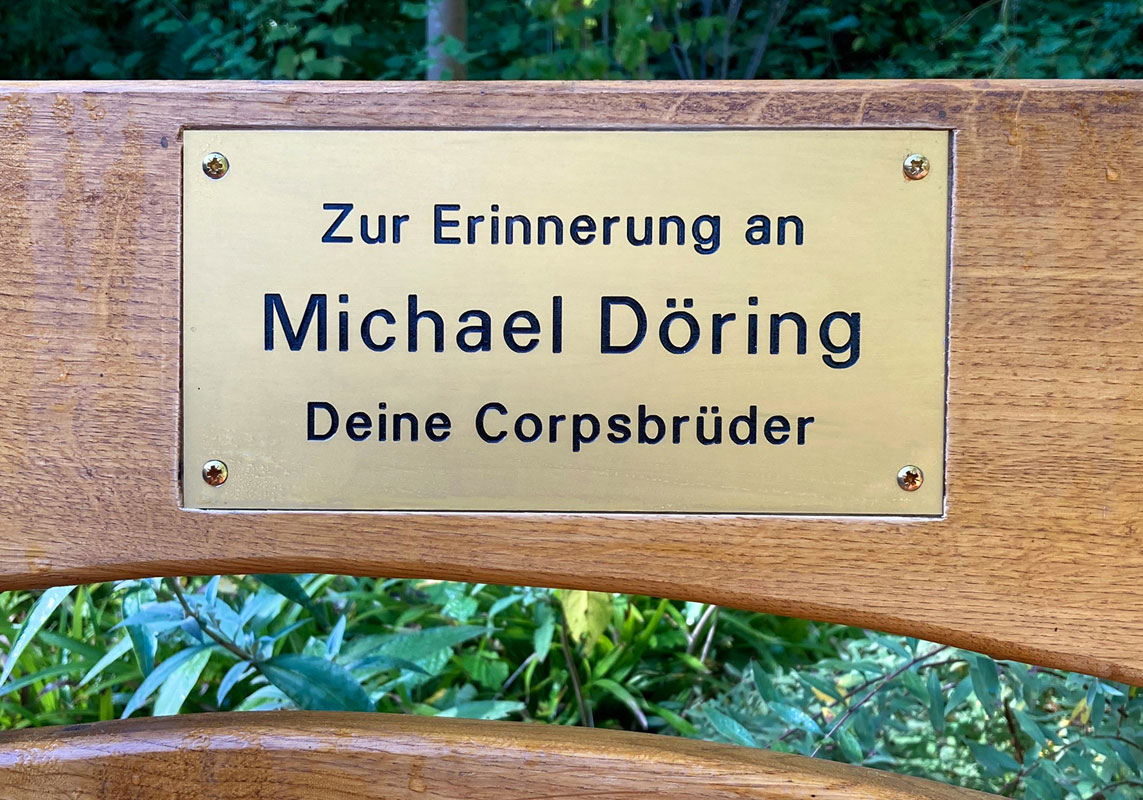 Zur Erinnerung an
Michael Döring
Deine Corpsbrüder